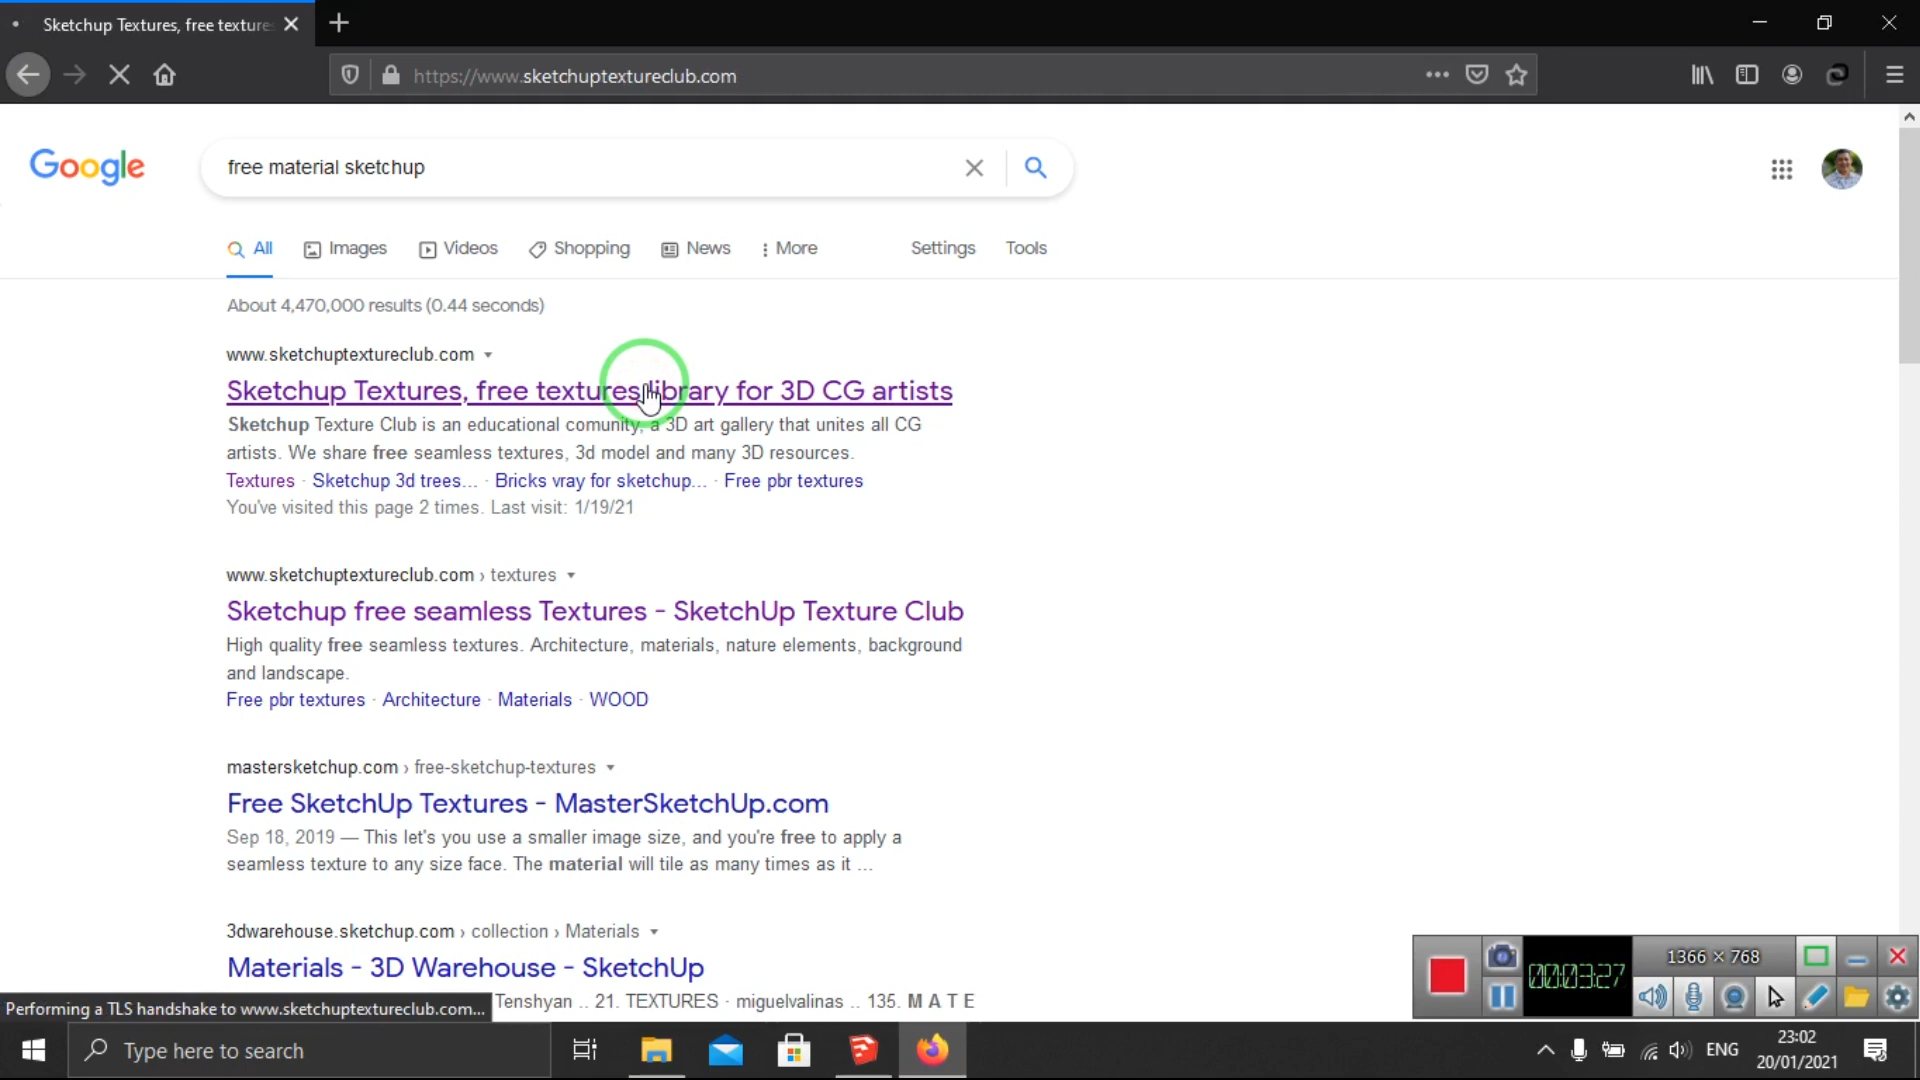 Sketchup Textures, free texture
https://www.sketchuptextureclub.com
Google
free material sketchup
All
Images
Videos
Shopping
News
More
Settings
Tools
About 4,470,000 results (0.44 seconds)
www.sketchuptextureclub.com
Sketchup Textures, free textures library for 3D CG artists
Sketchup Texture Club is an educational comunity, a 3D art gallery that unites all CG
artists. We share free seamless textures, 3d model and many 3D resources.
Textures · Sketchup 3d trees... · Bricks vray for sketchup... · Free pbr textures
You've visited this page 2 times. Last visit: 1/19/21
www.sketchuptextureclub.com › textures
Sketchup free seamless Textures - SketchUp Texture Club
High quality free seamless textures. Architecture, materials, nature elements, background
and landscape.
Free pbr textures · Architecture · Materials · WOOD
mastersketchup.com › free-sketchup-textures
Free SketchUp Textures - MasterSketchUp.com
Sep 18, 2019 — This let's you use a smaller image size, and you're free to apply a
seamless texture to any size face. The material will tile as many times as it ...
3dwarehouse.sketchup.com › collection › Materials
Materials - 3D Warehouse - SketchUp
Tenshyan .. 21. TEXTURES · miguelvalinas .. 135. M A T E
Performing a TLS handshake to www.sketchuptextureclub.com...
00:03:27
1366 × 768
Type here to search
ENG
23:02
20/01/2021